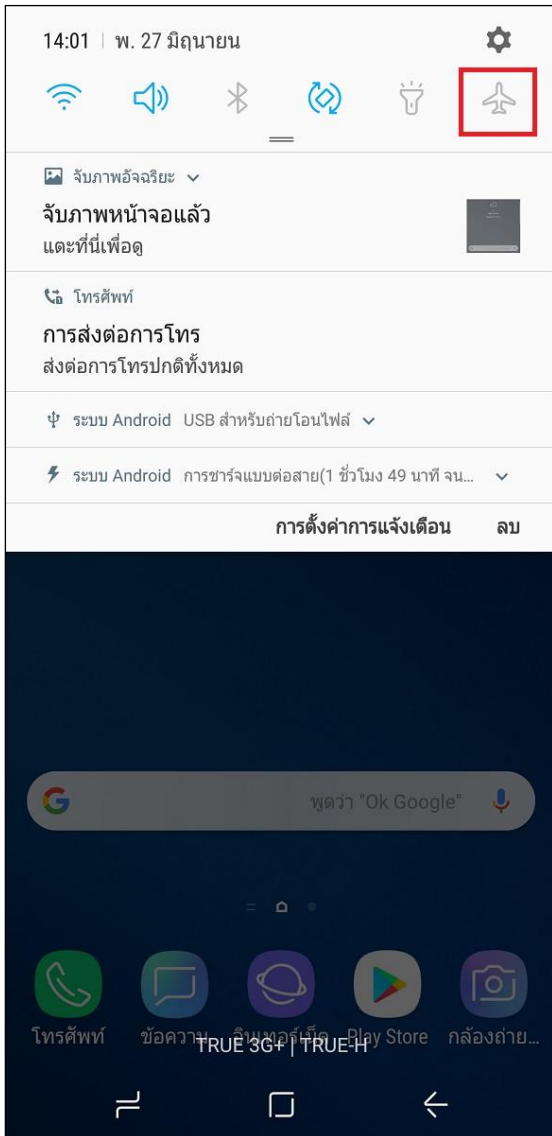 14:01 | พ. 27 มิถุนายน
จับภาพอัจฉริยะ
จับภาพหน้าจอแล้ว
แตะที่นี่เพื่อดู
โทรศัพท์
การส่งต่อการโทร
ส่งต่อการโทรปกติทั้งหมด
ระบบ Android USB สำหรับถ่ายโอนไฟล์
ระบบ Android การชาร์จแบบต่อสาย(1 ชั่วโมง 49 นาที จน...
การตั้งค่าการแจ้งเตือน ลบ
พูดว่า "Ok Google"
โทรศัพท์ ข้อความ อินเทอร์เน็ต Play Store กล้องถ่าย...
TRUE 3G+ | TRUE-H